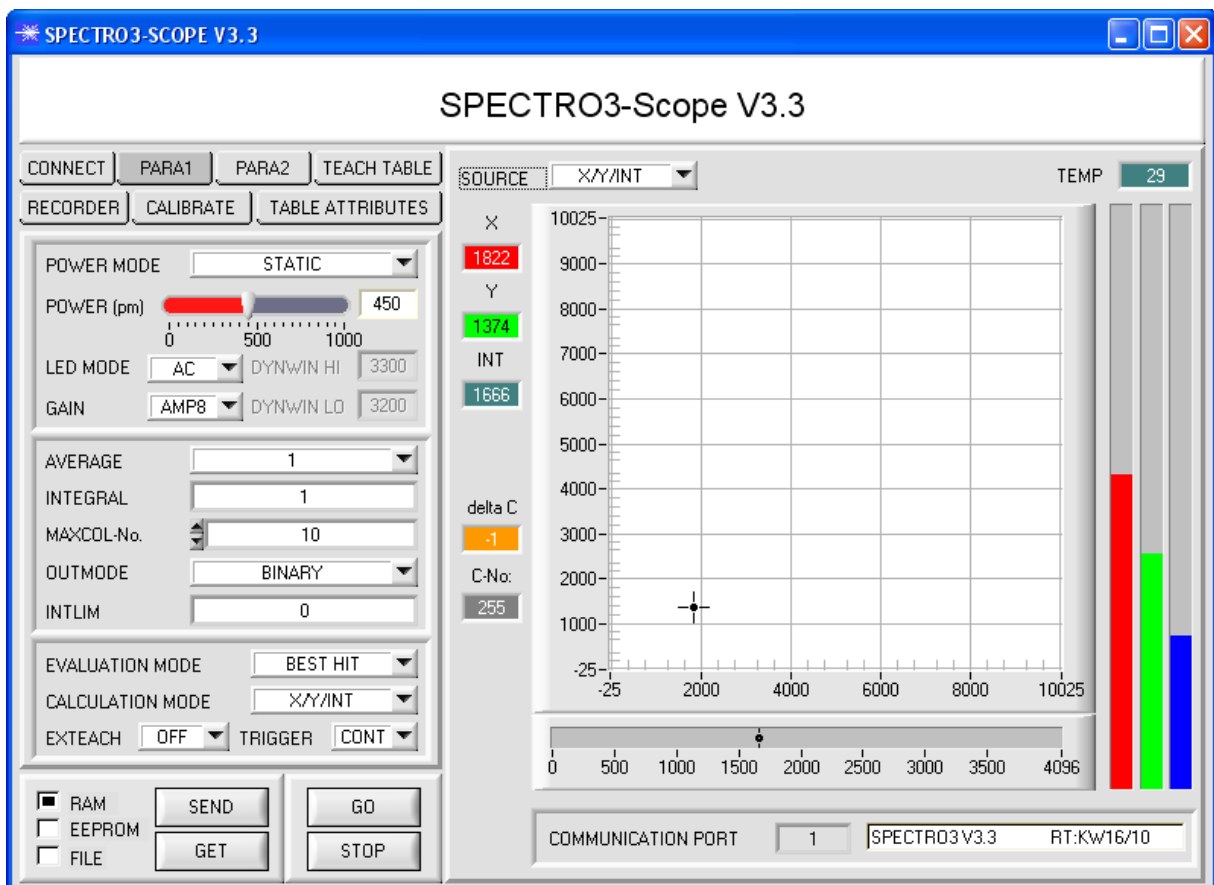 SPECTRO3-SCOPE V3.3
SPECTRO3-Scope V3.3
CONNECT PARA1 PARA2 TEACH TABLE
RECORDER CALIBRATE TABLE ATTRIBUTES
POWER MODE STATIC
POWER (pm) 450
0 500 1000
LED MODE AC DYNWIN HI 3300
GAIN AMP8 DYNWIN LO 3200
AVERAGE 1
INTEGRAL 1
MAXCOL-No. 10
OUTMODE BINARY
INTLIM 0
EVALUATION MODE BEST HIT
CALCULATION MODE X/Y/INT
EXTEACH OFF TRIGGER CONT
RAM
EEPROM
FILE
SEND
GET
GO
STOP
SOURCE X/Y/INT TEMP 29
X
1822
Y
1374
INT
1666
delta C
-1
C-No:
255
10025
9000
8000
7000
6000
5000
4000
3000
2000
1000
-25
-25 2000 4000 6000 8000 10025
0 500 1000 1500 2000 2500 3000 3500 4096
COMMUNICATION PORT 1 SPECTRO3 V3.3 RT:KW16/10